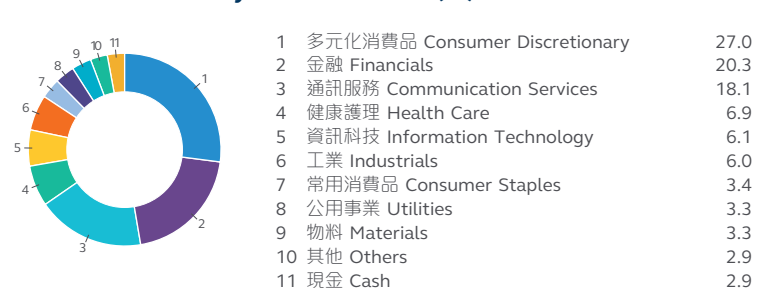 1 多元化消費品 Consumer Discretionary 27.0
2 金融 Financials 20.3
3 通訊服務 Communication Services 18.1
4 健康護理 Health Care 6.9
5 資訊科技 Information Technology 6.1
6 工業 Industrials 6.0
7 常用消費品 Consumer Staples 3.4
8 公用事業 Utilities 3.3
9 物料 Materials 3.3
10 其他 Others 2.9
11 現金 Cash 2.9
1
2
3
4
5
6
7
8
9
10
11